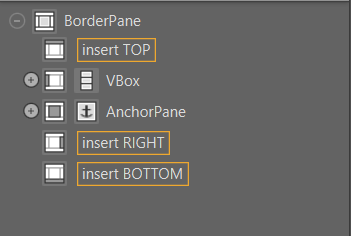 BorderPane
insert TOP
VBox
AnchorPane
insert RIGHT
insert BOTTOM